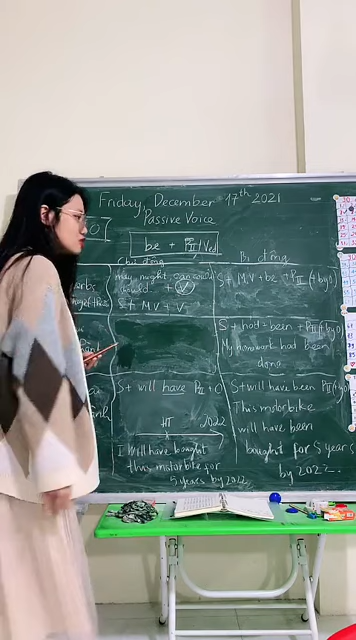 Friday, December 17th 2021
Passive Voice
be + PII/Ved
Chủ động
Bị động
may, might, can could
should + V
S + M.V + V
S + M.V + be + PII (+by O)
S + had + been + PII (+by O)
My homework had been
done
S + will have PII + O
HT 2022
I will have bought
this motorbike for
5 years by 2022
S + will have been PII (+by O)
This motorbike
will have been
bought for 5 years
by 2022.